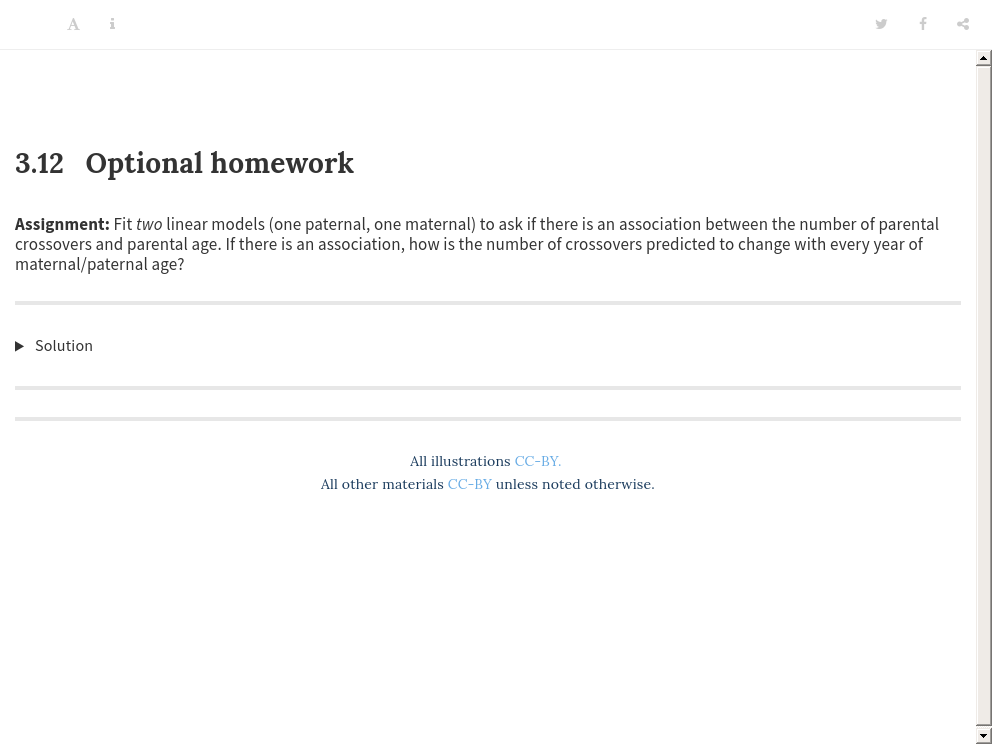 3.12 Optional homework
Assignment: Fit two linear models (one paternal, one maternal) to ask if there is an association between the number of parental
crossovers and parental age. If there is an association, how is the number of crossovers predicted to change with every year of
maternal/paternal age?
Solution
All illustrations CC-BY.
All other materials CC-BY unless noted otherwise.